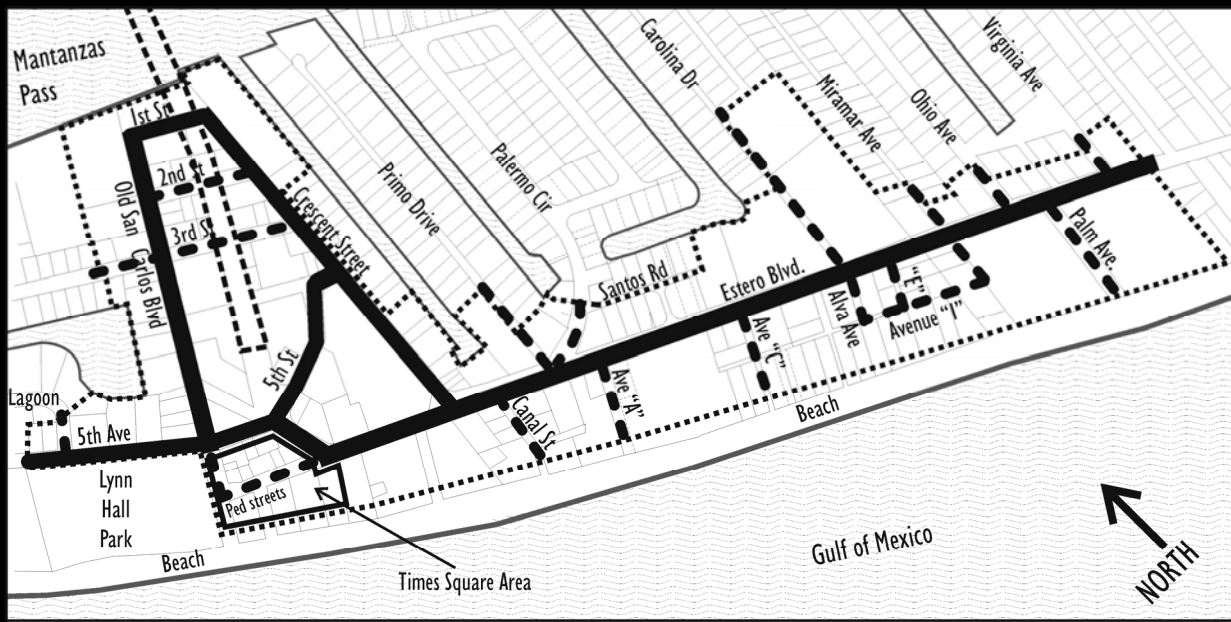 Mantanzas
Pass
1st St
2nd St
3rd St
Old San
Carlos Blvd
Crescent Street
Primo Drive
Palermo Cir
Carolina Dr
Miramar Ave
Ohio Ave
Virginia Ave
Santos Rd
Estero Blvd.
5th St
Lagoon
5th Ave
Lynn
Hall
Park
Ped streets
Canal St
Ave "A"
Ave "C"
Alva Ave
"E"
Avenue "I"
Palm Ave.
Beach
Beach
Times Square Area
Gulf of Mexico
NORTH